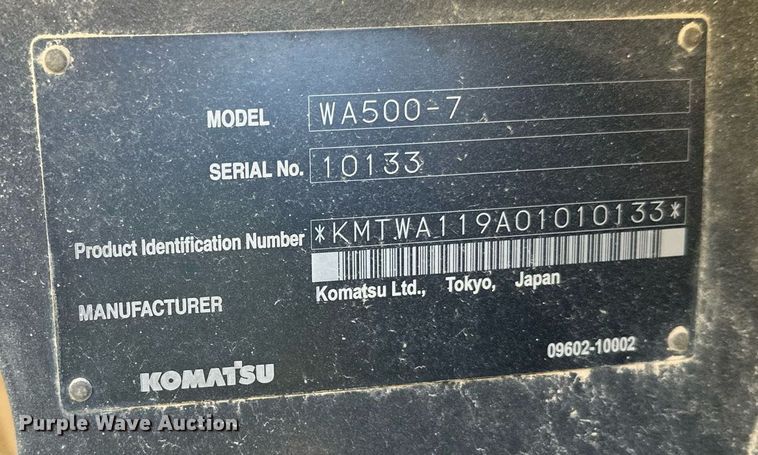 MODEL WA500-7
SERIAL No. 10133
Product Identification Number *KMTWA119A01010133*
MANUFACTURER Komatsu Ltd., Tokyo, Japan
KOMATSU
09602-10002
Purple Wave Auction